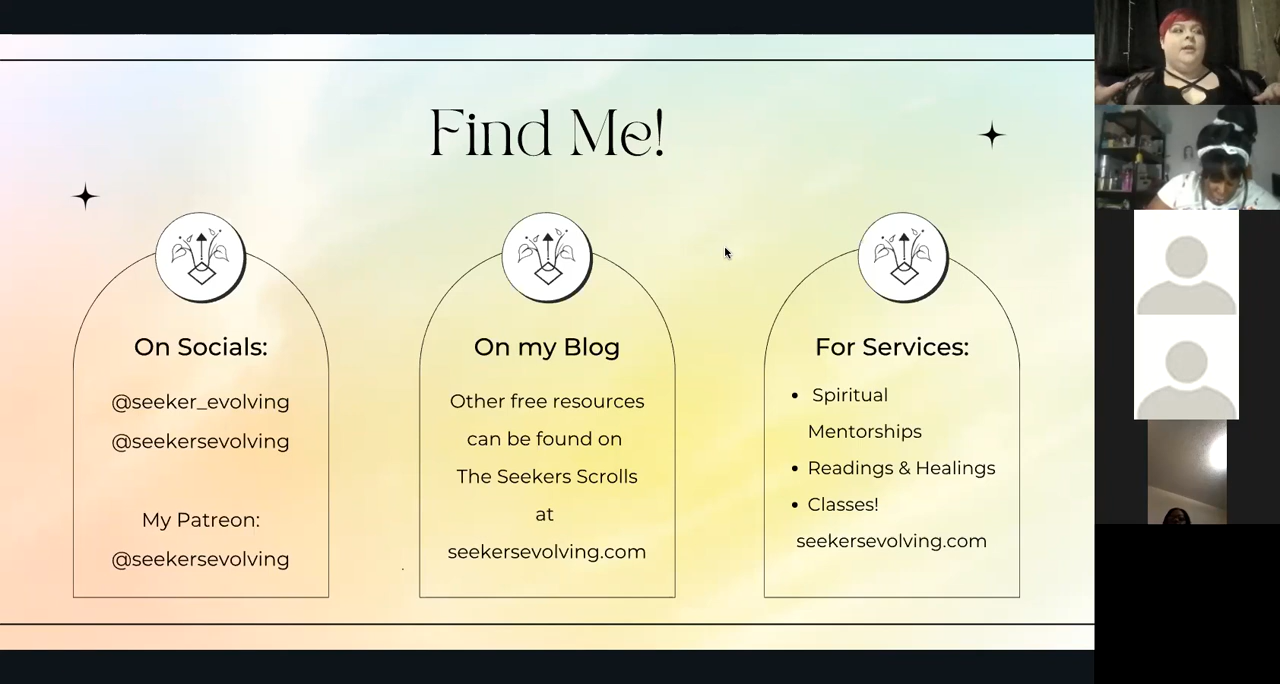 Find Me!
On Socials:
@seeker_evolving
@seekersevolving
My Patreon:
@seekersevolving
On my Blog
Other free resources
can be found on
The Seekers Scrolls
at
seekersevolving.com
For Services:
• Spiritual
Mentorships
• Readings & Healings
• Classes!
seekersevolving.com